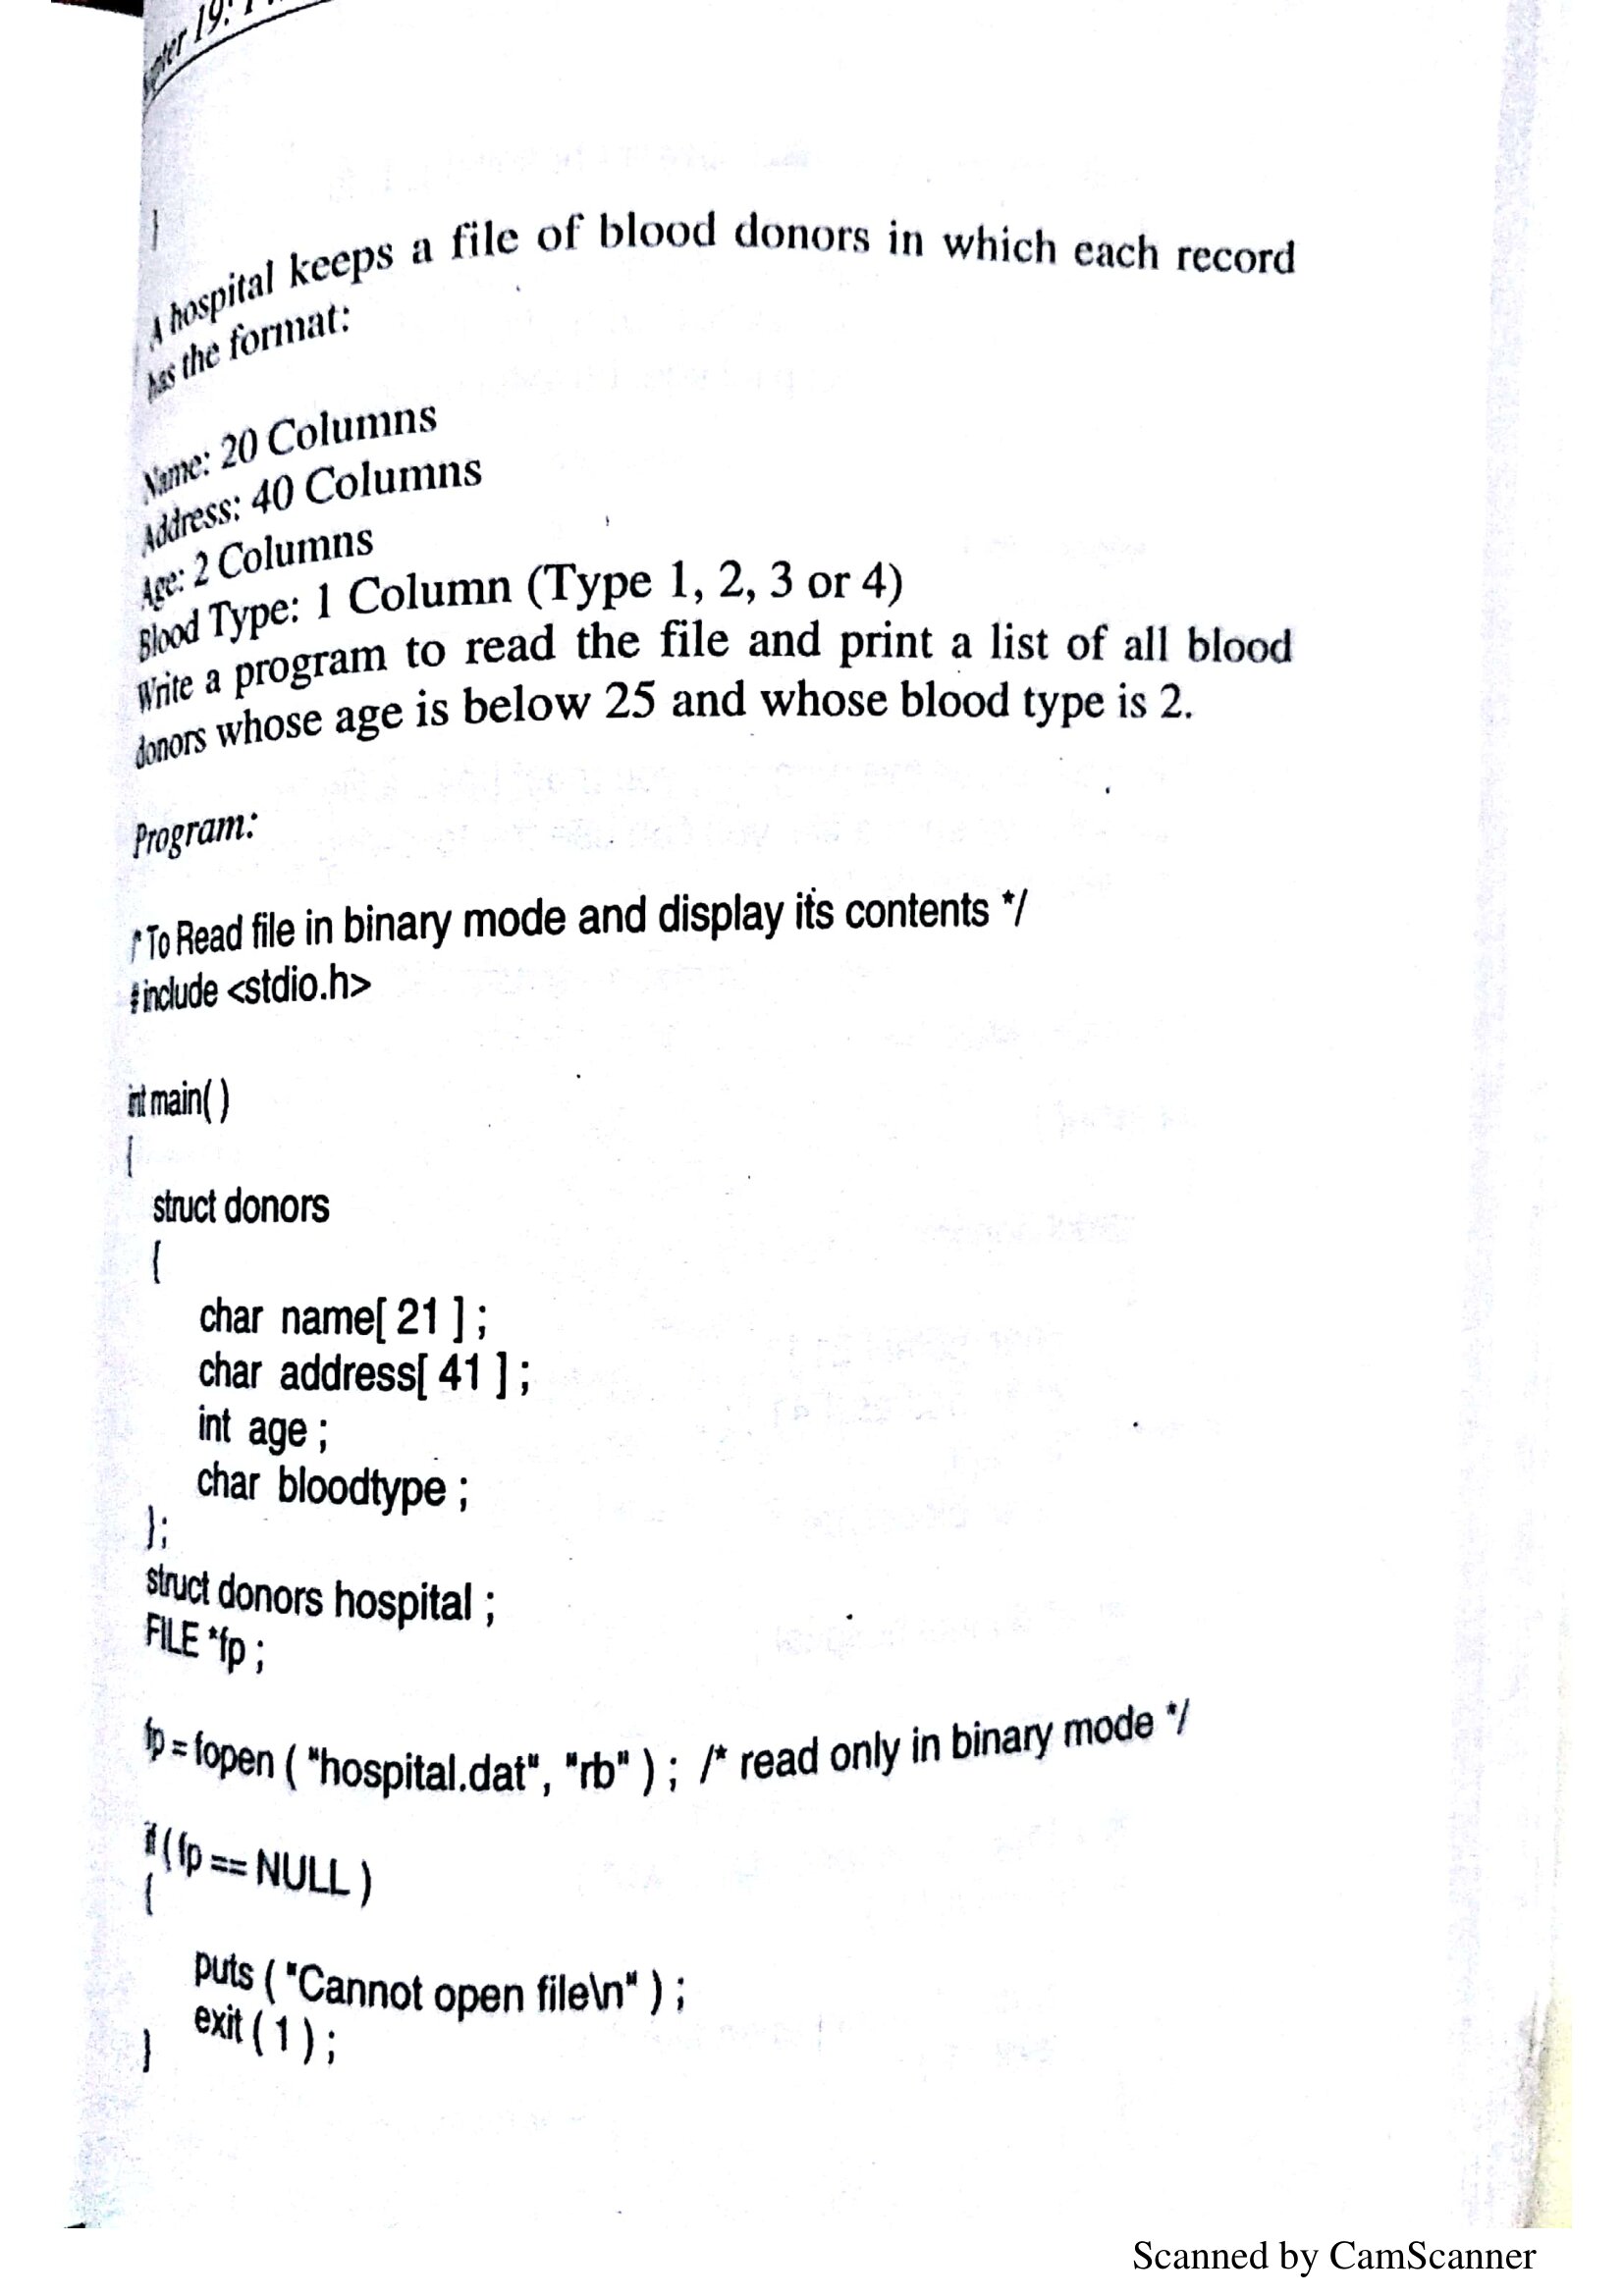 19:
}
A hospital keeps a file of blood donors in which each record
has the format:
Name: 20 Columns
Address: 40 Columns
Age: 2 Columns
Blood Type: 1 Column (Type 1, 2, 3 or 4)
Write a program to read the file and print a list of all blood
donors whose age is below 25 and whose blood type is 2.
Program:
/* To Read file in binary mode and display its contents */
# include <stdio.h>
int main( )
{
struct donors
{
char name[ 21 ] ;
char address[ 41 ] ;
int age ;
char bloodtype ;
};
struct donors hospital ;
FILE *fp ;
fp = fopen ( "hospital.dat", "rb" ) ; /* read only in binary mode */
if ( fp == NULL )
{
puts ( "Cannot open file\n" ) ;
exit ( 1 ) ;
}
Scanned by CamScanner